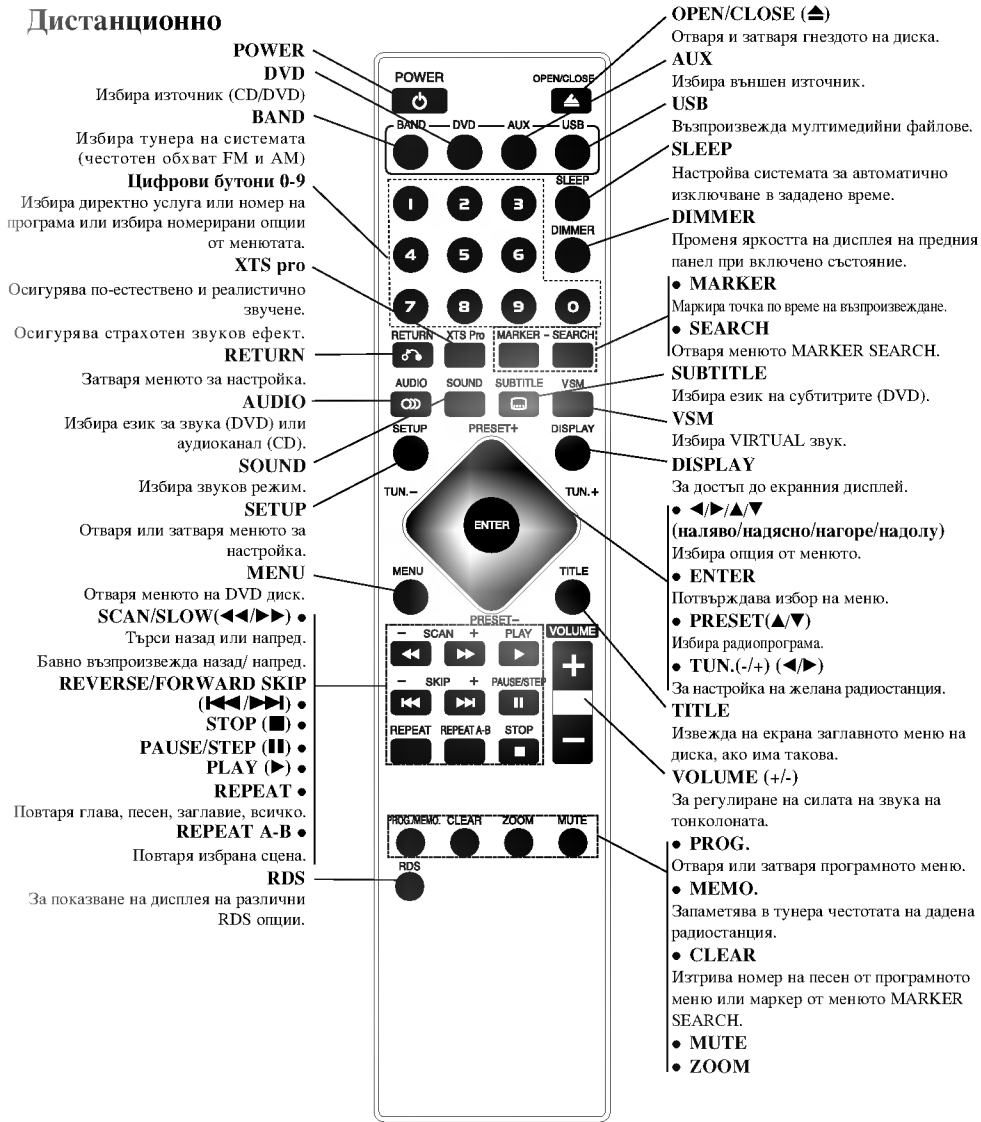 Дистанционно
POWER
DVD
Избира източник (CD/DVD)
BAND
Избира тунера на системата
(честотен обхват FM и AM)
Цифрови бутони 0-9
Избира директно услуга или номер на
програма или избира номерирани опции
от менютата.
XTS pro
Осигурява по-естествено и реалистично
звучене.
Осигурява страхотен звуков ефект.
RETURN
Затваря менюто за настройка.
AUDIO
Избира език за звука (DVD) или
аудиоканал (CD).
SOUND
Избира звуков режим.
SETUP
Отваря или затваря менюто за
настройка.
MENU
Отваря менюто на DVD диск.
SCAN/SLOW(◀◀/▶▶) ●
Търси назад или напред.
Бавно възпроизвежда назад/ напред.
REVERSE/FORWARD SKIP
(I◀◀ /▶▶I) ●
STOP (■) ●
PAUSE/STEP (II) ●
PLAY (▶) ●
REPEAT ●
Повтаря глава, песен, заглавие, всичко.
REPEAT A-B ●
Повтаря избрана сцена.
RDS
За показване на дисплея на различни
RDS опции.
POWER OPEN/CLOSE
BAND DVD AUX USB
SLEEP
1 2 3
DIMMER
4 5 6
7 8 9 0
RETURN XTS Pro MARKER - SEARCH
AUDIO SOUND SUBTITLE VSM
SETUP PRESET+ DISPLAY
TUN.- TUN.+
ENTER
MENU TITLE
PRESET-
- SCAN + PLAY VOLUME
+
- SKIP + PAUSE/STEP
REPEAT REPEAT A-B STOP
-
PROG./MEMO. CLEAR ZOOM MUTE
RDS
OPEN/CLOSE (⏏)
Отваря и затваря гнездото на диска.
AUX
Избира външен източник.
USB
Възпроизвежда мултимедийни файлове.
SLEEP
Настройва системата за автоматично
изключване в зададено време.
DIMMER
Променя яркостта на дисплея на предния
панел при включено състояние.
● MARKER
Маркира точка по време на възпроизвеждане.
● SEARCH
Отваря менюто MARKER SEARCH.
SUBTITLE
Избира език на субтитрите (DVD).
VSM
Избира VIRTUAL звук.
DISPLAY
За достъп до екранния дисплей.
● ◀/▶/▲/▼
(наляво/надясно/нагоре/надолу)
Избира опция от менюто.
● ENTER
Потвърждава избор на меню.
● PRESET(▲/▼)
Избира радиопрограма.
● TUN.(-/+) (◀/▶)
За настройка на желана радиостанция.
TITLE
Извежда на екрана заглавното меню на
диска, ако има такова.
VOLUME (+/-)
За регулиране на силата на звука на
тонколоната.
● PROG.
Отваря или затваря програмното меню.
● MEMO.
Запаметява в тунера честотата на дадена
радиостанция.
● CLEAR
Изтрива номер на песен от програмното
меню или маркер от менюто MARKER
SEARCH.
● MUTE
● ZOOM